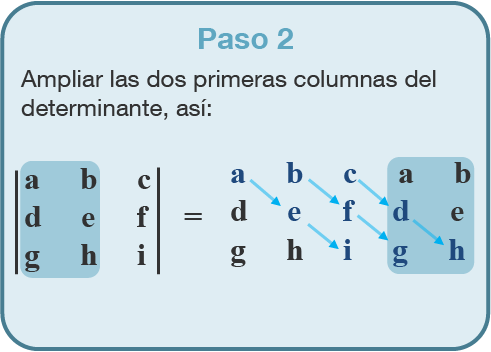 Paso 2
Ampliar las dos primeras columnas del
determinante, así:
a b c a b c a b
d e f = d e f d e
g h i g h i g h